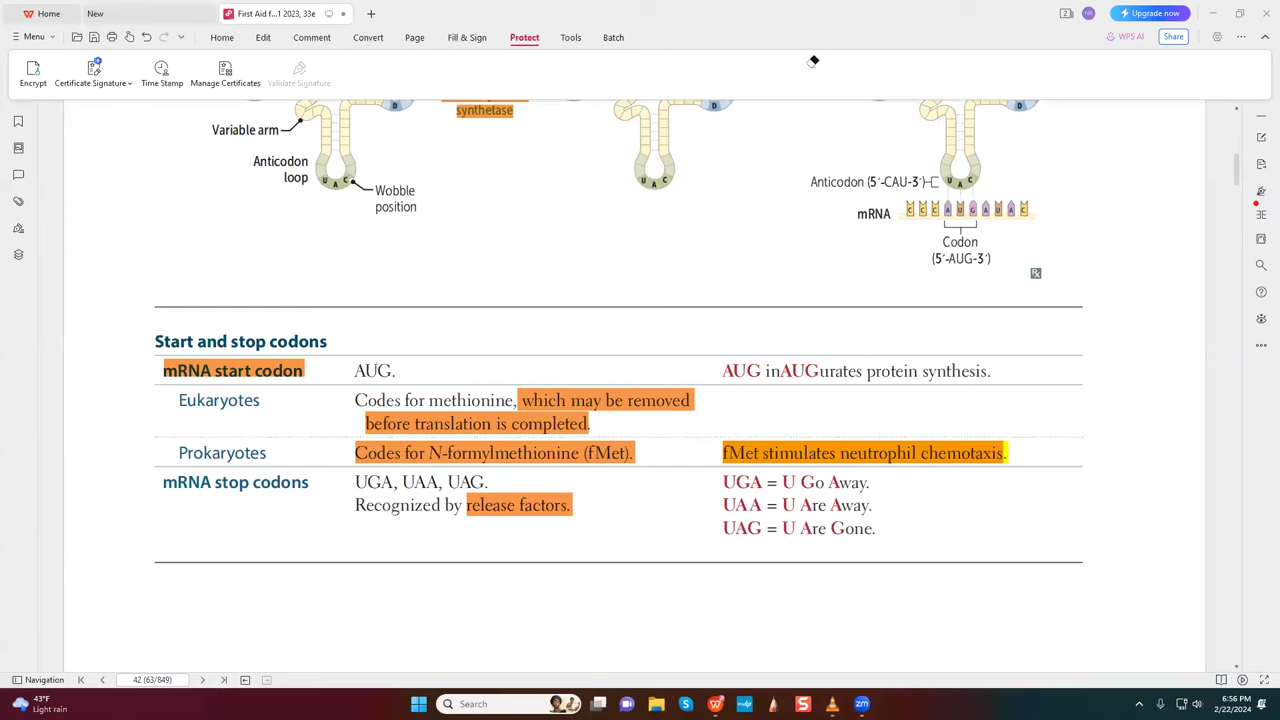 Home New First Aid f...1 2023, 33e
2 Upgrade now
Menu Home Edit Comment Convert Page Fill & Sign Protect Tools Batch WPS AI Share
Encrypt Certificate Signature Time Stamp Manage Certificates Validate Signature
D D D
synthetase
Variable arm
Anticodon
loop
U A C U A C U A C
Wobble
position
Anticodon (5´-CAU-3´)
mRNA C C C A U G A U A C
Codon
(5´-AUG-3´)
Rx
Start and stop codons
mRNA start codon AUG. AUG inAUGurates protein synthesis.
Eukaryotes Codes for methionine, which may be removed
before translation is completed.
Prokaryotes Codes for N-formylmethionine (fMet). fMet stimulates neutrophil chemotaxis.
mRNA stop codons UGA, UAA, UAG. UGA = U Go Away.
Recognized by release factors. UAA = U Are Away.
UAG = U Are Gone.
Navigation 42 (63/849)
43°F
Light rain
Search
6:56 PM
2/22/2024